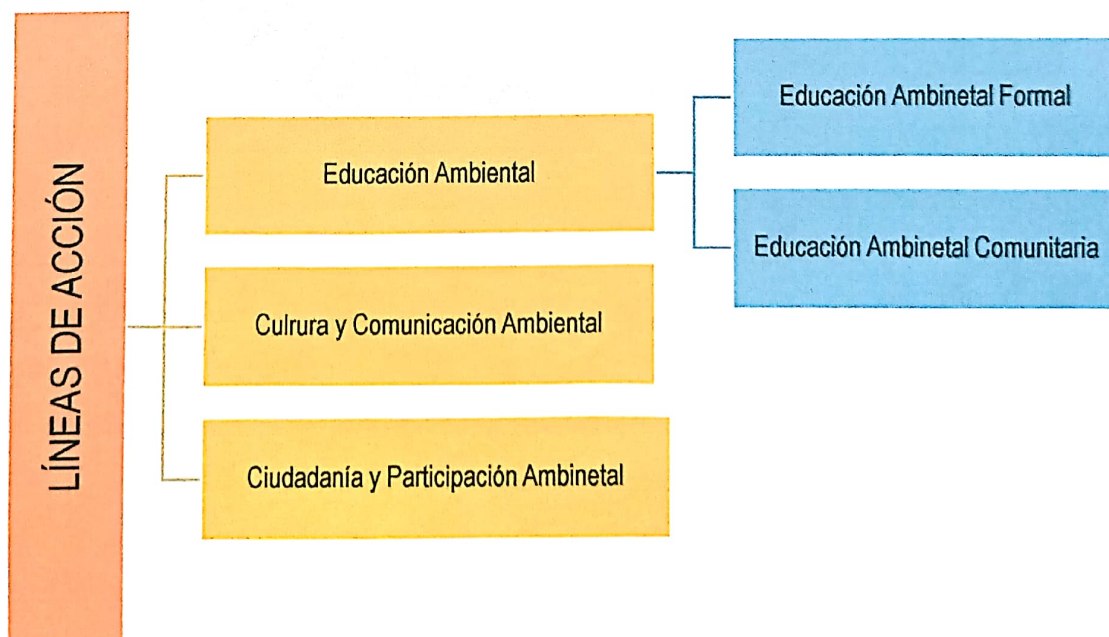 LÍNEAS DE ACCIÓN
Educación Ambiental
Educación Ambinetal Formal
Educación Ambinetal Comunitaria
Culrura y Comunicación Ambiental
Ciudadanía y Participación Ambinetal